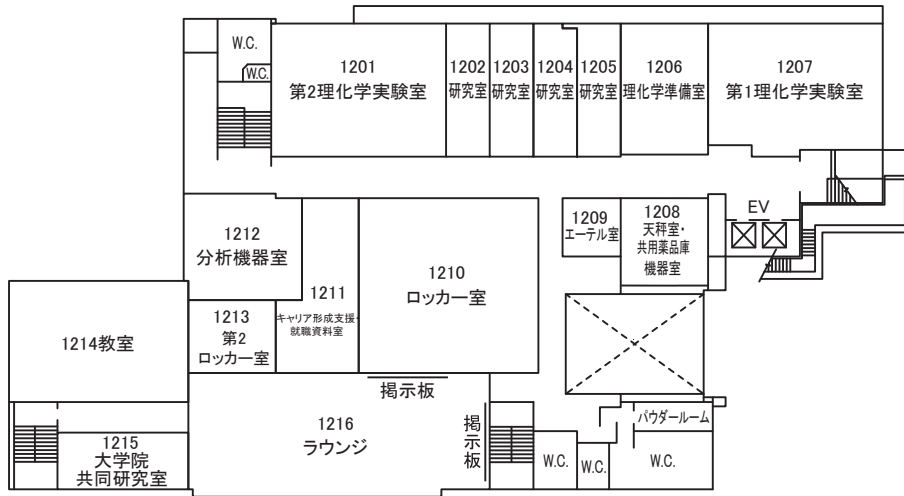 W.C.
W.C.
1201
第2理化学実験室
1202
研究室
1203
研究室
1204
研究室
1205
研究室
1206
理化学準備室
1207
第1理化学実験室
1212
分析機器室
1211
キャリア形成支援・
就職資料室
1210
ロッカー室
1209
エーテル室
1208
天秤室・
共用薬品庫
機器室
EV
1213
第2
ロッカー室
1214教室
1215
大学院
共同研究室
1216
ラウンジ
掲示板
掲示板
パウダールーム
W.C.
W.C.
W.C.